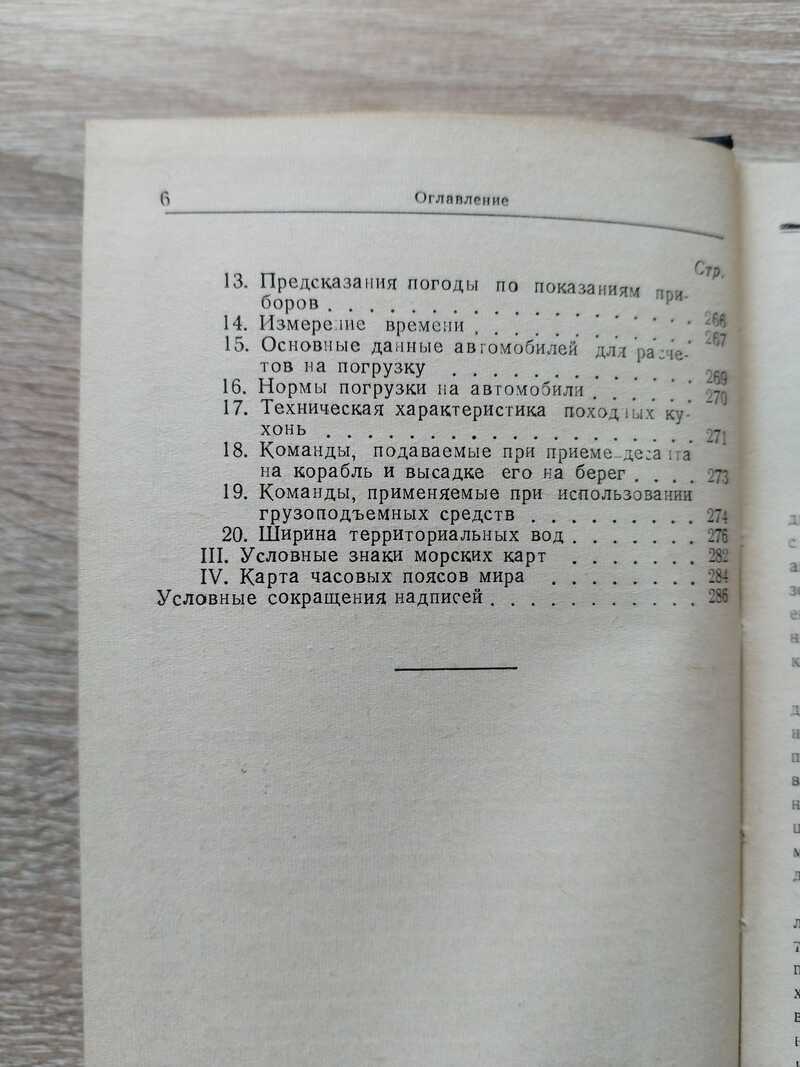 6
Оглавление
Стр.
13. Предсказания погоды по показаниям при-
боров . . . . . . . . . . . . . . . . . 266
14. Измерение времени . . . . . . . . . . . 267
15. Основные данные автомобилей для расче-
тов на погрузку . . . . . . . . . . . . 269
16. Нормы погрузки на автомобили . . . . . . 270
17. Техническая характеристика походных ку-
хонь . . . . . . . . . . . . . . . . . . 271
18. Команды, подаваемые при приеме десанта
на корабль и высадке его на берег . . . . 273
19. Команды, применяемые при использовании
грузоподъемных средств . . . . . . . . . 274
20. Ширина территориальных вод . . . . . . . 276
III. Условные знаки морских карт . . . . . . . 282
IV. Карта часовых поясов мира . . . . . . . . 284
Условные сокращения надписей . . . . . . . . . . . 286